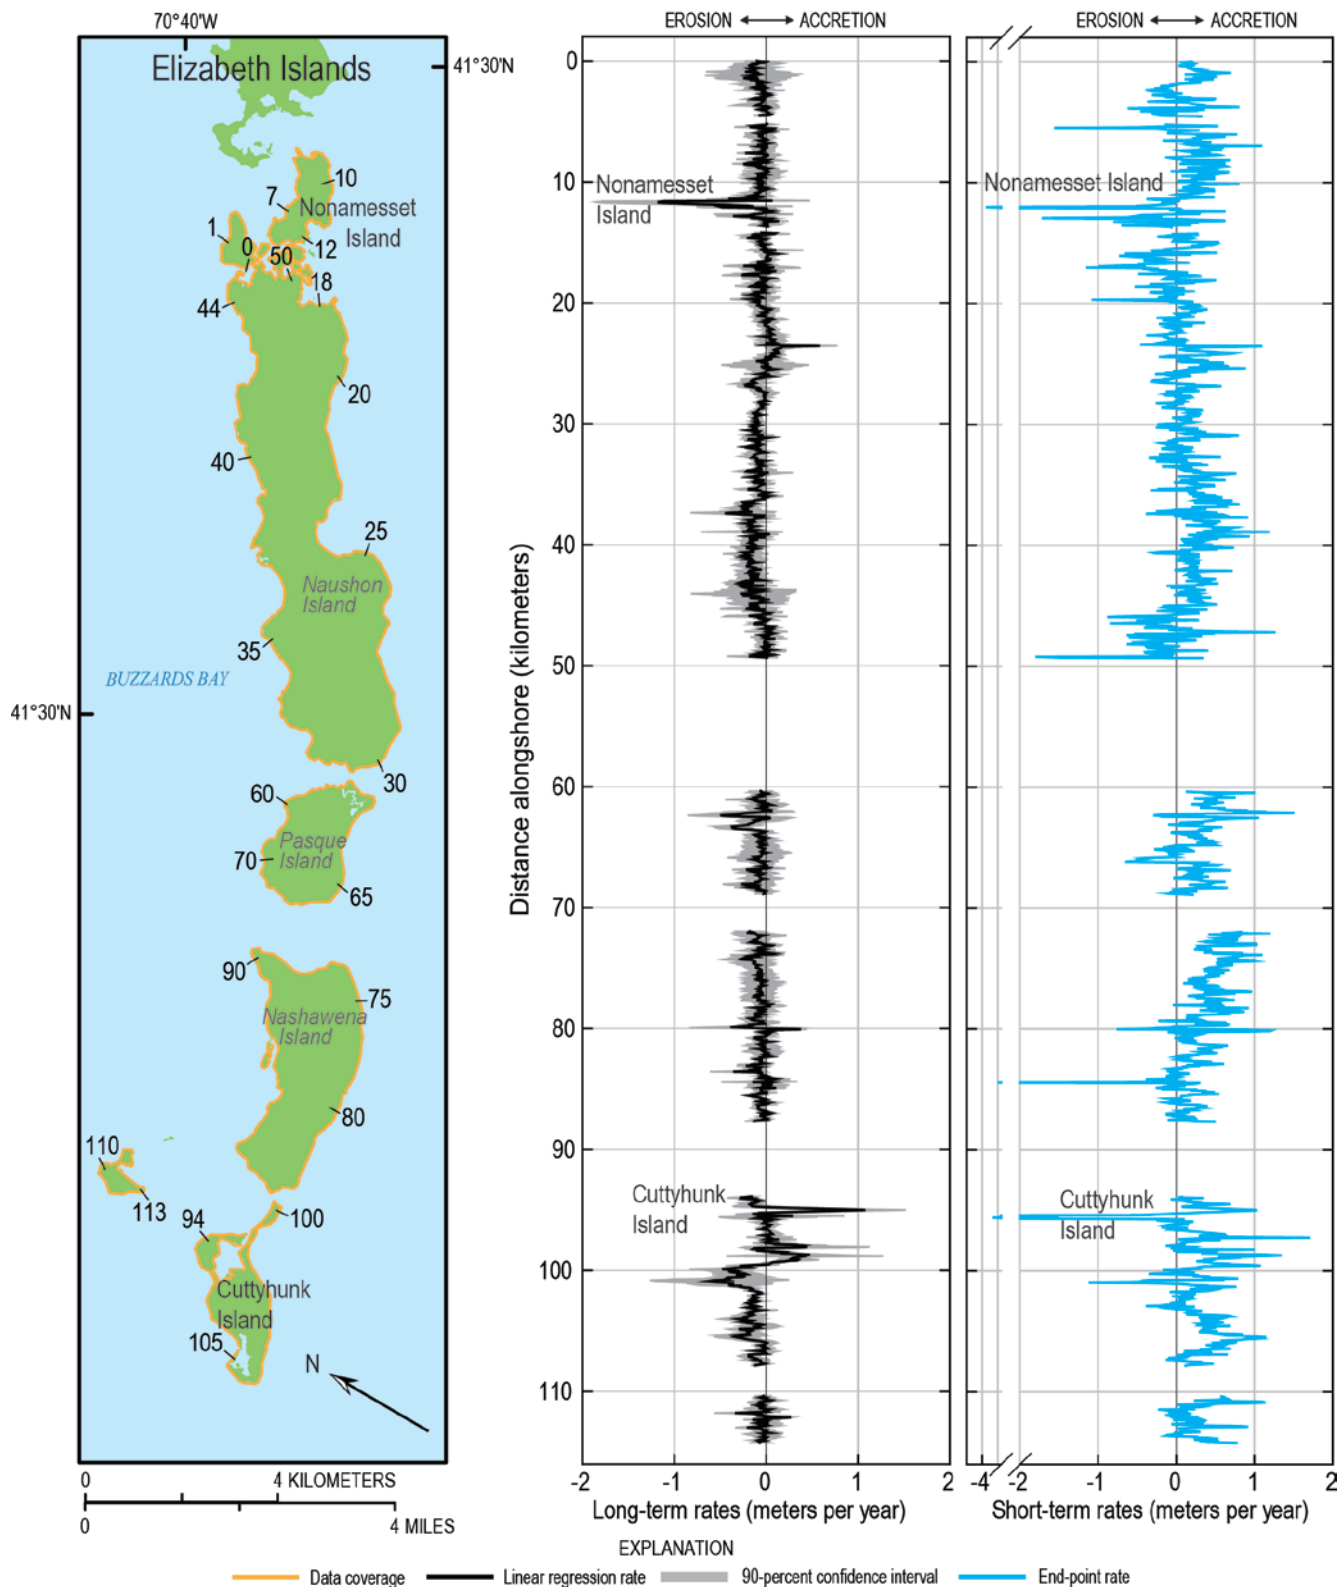 70°40'W
Elizabeth Islands
41°30'N
10
7
Nonamesset
Island
1
0
12
50
18
44
20
40
25
Naushon
Island
35
BUZZARDS BAY
41°30'N
30
60
Pasque
Island
70
65
90
75
Nashawena
Island
80
110
113
94
100
Cuttyhunk
Island
105
N
0
4 KILOMETERS
0
4 MILES
EROSION
ACCRETION
Distance alongshore (kilometers)
0
10
20
30
40
50
60
70
80
90
100
110
Nonamesset
Island
Cuttyhunk
Island
-2
-1
0
1
2
Long-term rates (meters per year)
EROSION
ACCRETION
Nonamesset Island
Cuttyhunk
Island
-4
-2
-1
0
1
2
Short-term rates (meters per year)
EXPLANATION
Data coverage
Linear regression rate
90-percent confidence interval
End-point rate